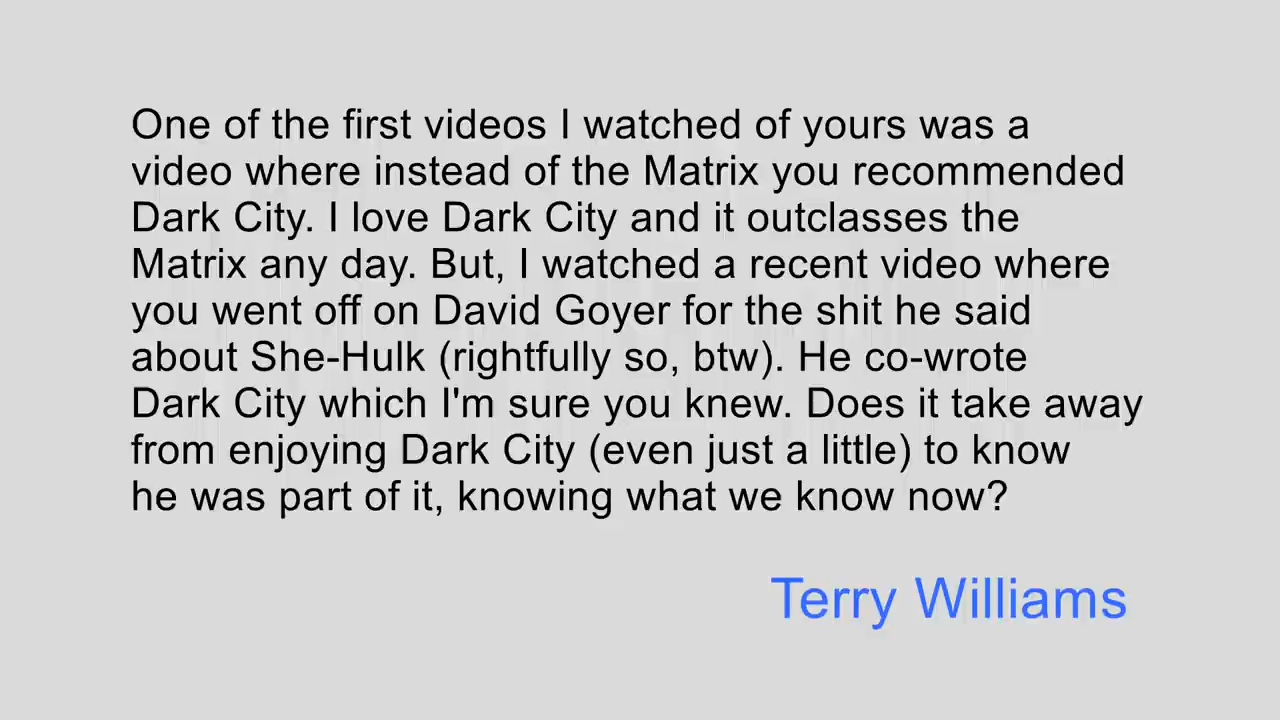 One of the first videos I watched of yours was a
video where instead of the Matrix you recommended
Dark City. I love Dark City and it outclasses the
Matrix any day. But, I watched a recent video where
you went off on David Goyer for the shit he said
about She-Hulk (rightfully so, btw). He co-wrote
Dark City which I'm sure you knew. Does it take away
from enjoying Dark City (even just a little) to know
he was part of it, knowing what we know now?
Terry Williams